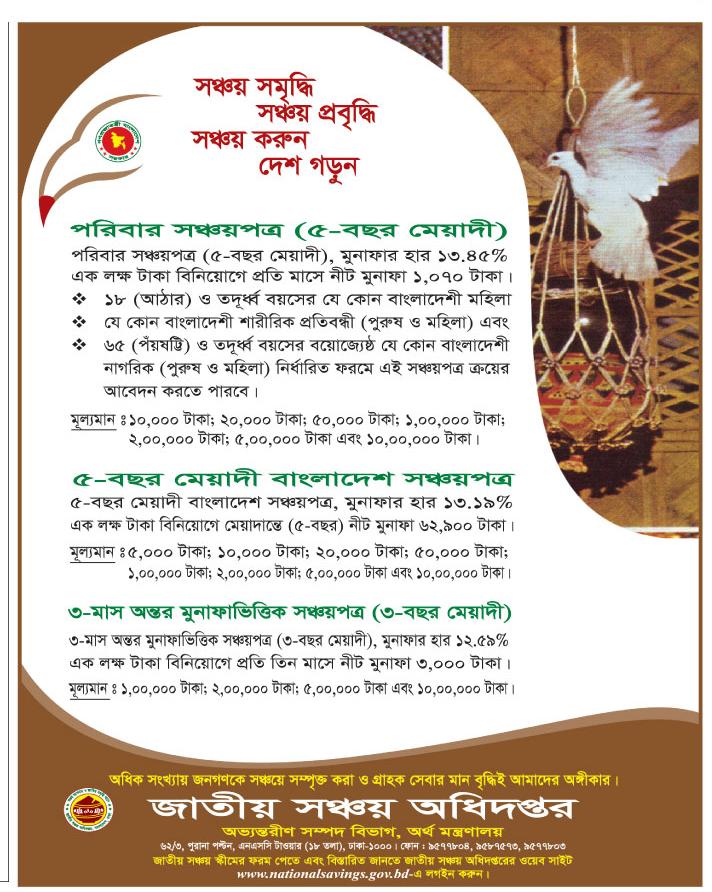 সঞ্চয় সমৃদ্ধি
সঞ্চয় প্রবৃদ্ধি
সঞ্চয় করুন
দেশ গড়ুন
পরিবার সঞ্চয়পত্র (৫-বছর মেয়াদী)
পরিবার সঞ্চয়পত্র (৫-বছর মেয়াদী), মুনাফার হার ১৩.৪৫%
এক লক্ষ টাকা বিনিয়োগে প্রতি মাসে নীট মুনাফা ১,০৭০ টাকা।
❖ ১৮ (আঠার) ও তদূর্ধ্ব বয়সের যে কোন বাংলাদেশী মহিলা
❖ যে কোন বাংলাদেশী শারীরিক প্রতিবন্ধী (পুরুষ ও মহিলা) এবং
❖ ৬৫ (পঁয়ষট্টি) ও তদূর্ধ্ব বয়সের বয়োজ্যেষ্ঠ যে কোন বাংলাদেশী
নাগরিক (পুরুষ ও মহিলা) নির্ধারিত ফরমে এই সঞ্চয়পত্র ক্রয়ের
আবেদন করতে পারবে।
মূল্যমান ঃ ১০,০০০ টাকা; ২০,০০০ টাকা; ৫০,০০০ টাকা; ১,০০,০০০ টাকা;
২,০০,০০০ টাকা; ৫,০০,০০০ টাকা এবং ১০,০০,০০০ টাকা।
৫-বছর মেয়াদী বাংলাদেশ সঞ্চয়পত্র
৫-বছর মেয়াদী বাংলাদেশ সঞ্চয়পত্র, মুনাফার হার ১৩.১৯%
এক লক্ষ টাকা বিনিয়োগে মেয়াদান্তে (৫-বছর) নীট মুনাফা ৬২,৯০০ টাকা।
মূল্যমান ঃ ৫,০০০ টাকা; ১০,০০০ টাকা; ২০,০০০ টাকা; ৫০,০০০ টাকা;
১,০০,০০০ টাকা; ২,০০,০০০ টাকা; ৫,০০,০০০ টাকা এবং ১০,০০,০০০ টাকা।
৩-মাস অন্তর মুনাফাভিত্তিক সঞ্চয়পত্র (৩-বছর মেয়াদী)
৩-মাস অন্তর মুনাফাভিত্তিক সঞ্চয়পত্র (৩-বছর মেয়াদী), মুনাফার হার ১২.৫৯%
এক লক্ষ টাকা বিনিয়োগে প্রতি তিন মাসে নীট মুনাফা ৩,০০০ টাকা।
মূল্যমান ঃ ১,০০,০০০ টাকা; ২,০০,০০০ টাকা; ৫,০০,০০০ টাকা এবং ১০,০০,০০০ টাকা।
অধিক সংখ্যায় জনগণকে সঞ্চয়ে সম্পৃক্ত করা ও গ্রাহক সেবার মান বৃদ্ধিই আমাদের অঙ্গীকার।
জাতীয় সঞ্চয় অধিদপ্তর
অভ্যন্তরীণ সম্পদ বিভাগ, অর্থ মন্ত্রণালয়
৬২/৩, পুরানা পল্টন, এনএসসি টাওয়ার (১৮ তলা), ঢাকা-১০০০। ফোন : ৯৫৭৭৮০৪, ৯৫৮৭৫৭৩, ৯৫৭৭৮০৩
জাতীয় সঞ্চয় স্কীমের ফরম পেতে এবং বিস্তারিত জানতে জাতীয় সঞ্চয় অধিদপ্তরের ওয়েব সাইট
www.nationalsavings.gov.bd-এ লগইন করুন।